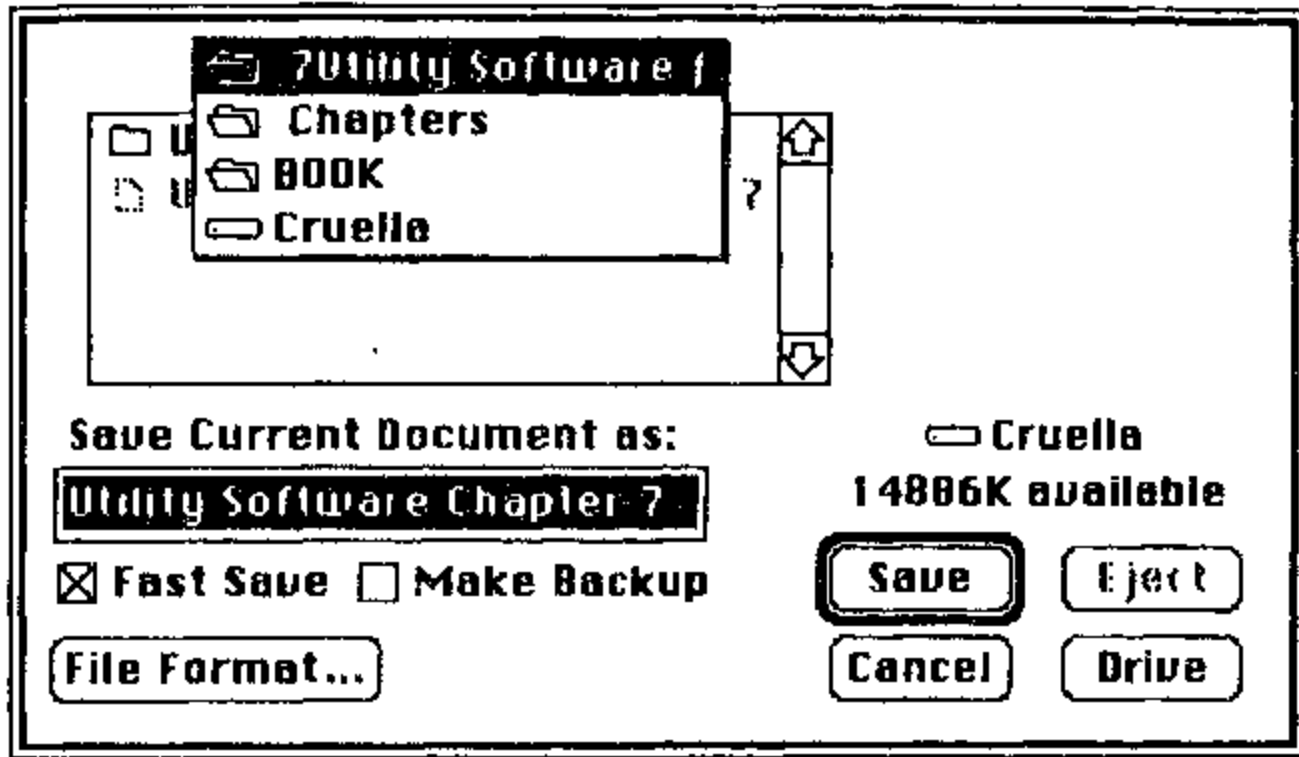 7Utility Software ƒ
Chapters
U
BOOK
U 7
Cruella
Save Current Document as:
Cruella
Utility Software Chapter 7
14886K available
Fast Save Make Backup
Save Eject
File Format...
Cancel Drive